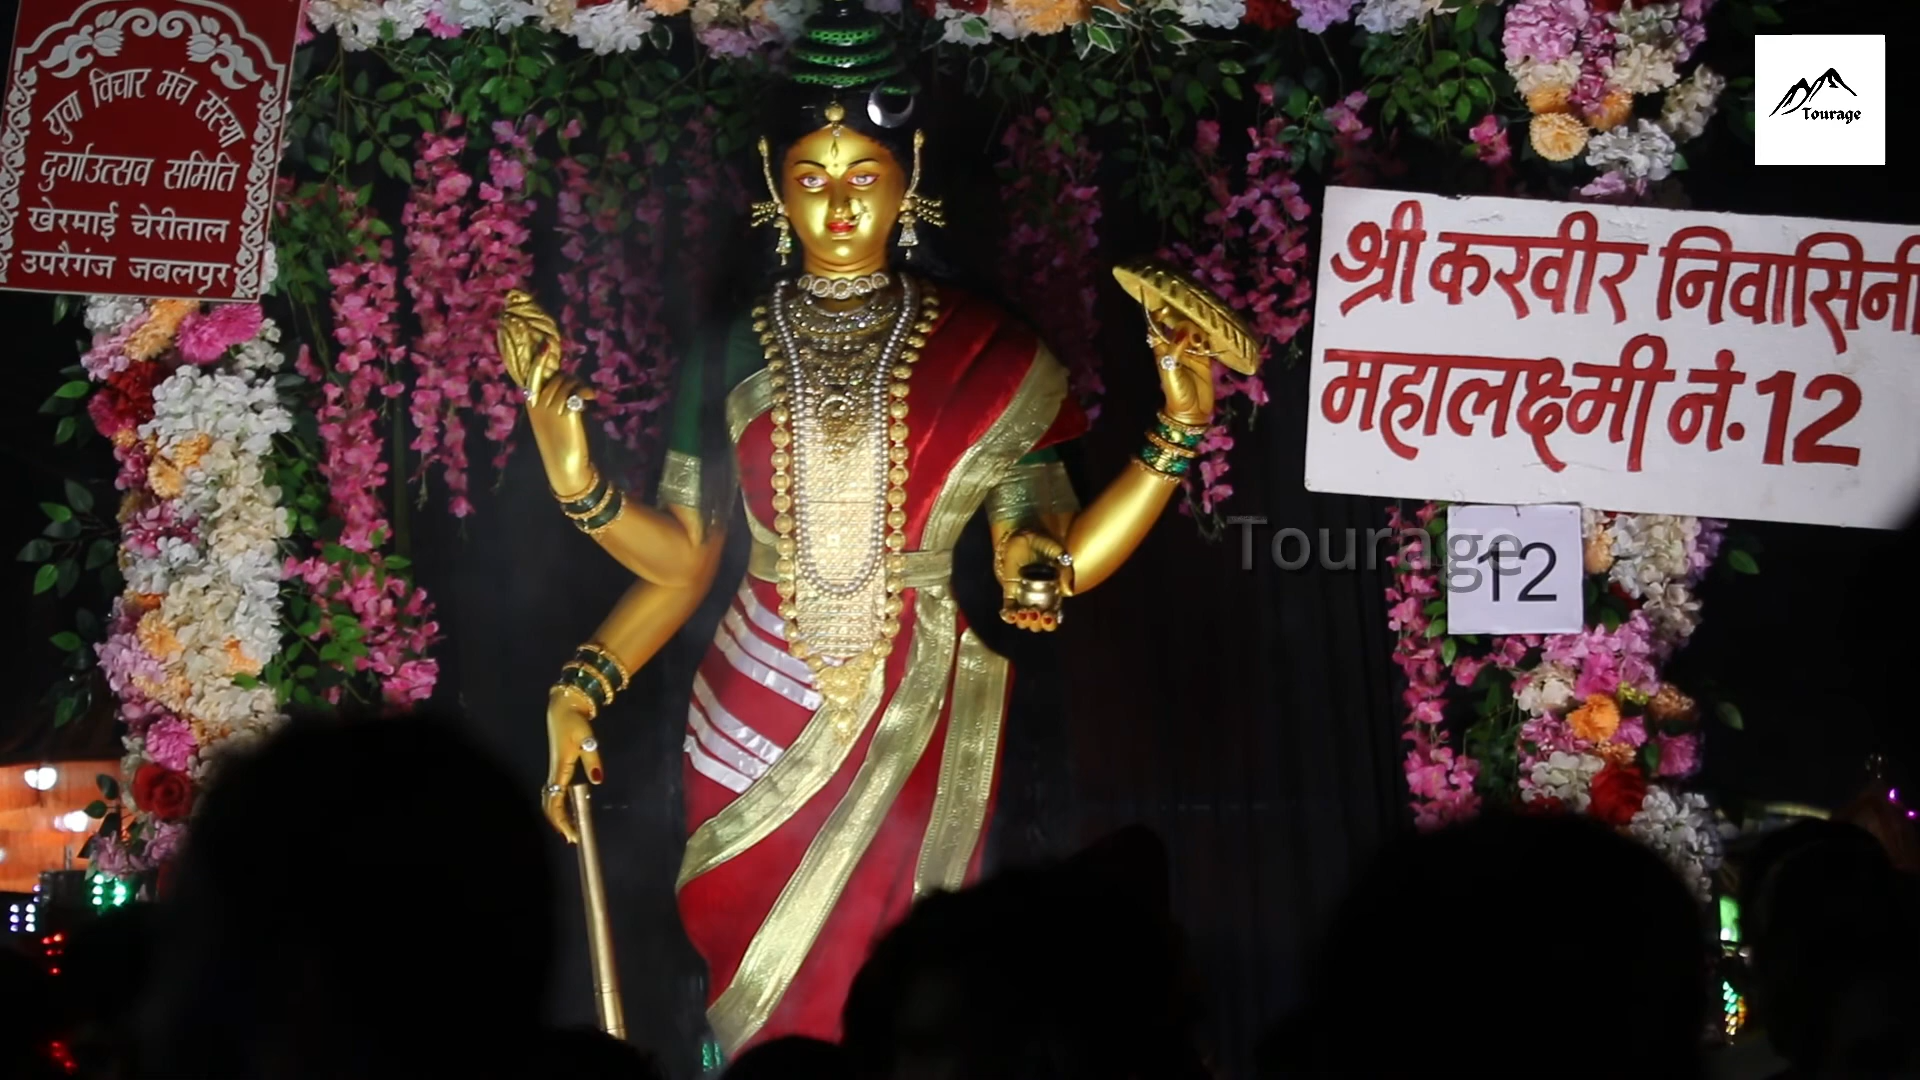 युवा विचार मंच संस्था
दुर्गाउत्सव समिति
खेरमाई चेरीताल
उपरैगंज जबलपुर
Tourage
श्री करवीर निवासिनी
महालक्ष्मी नं. 12
Tourage
12